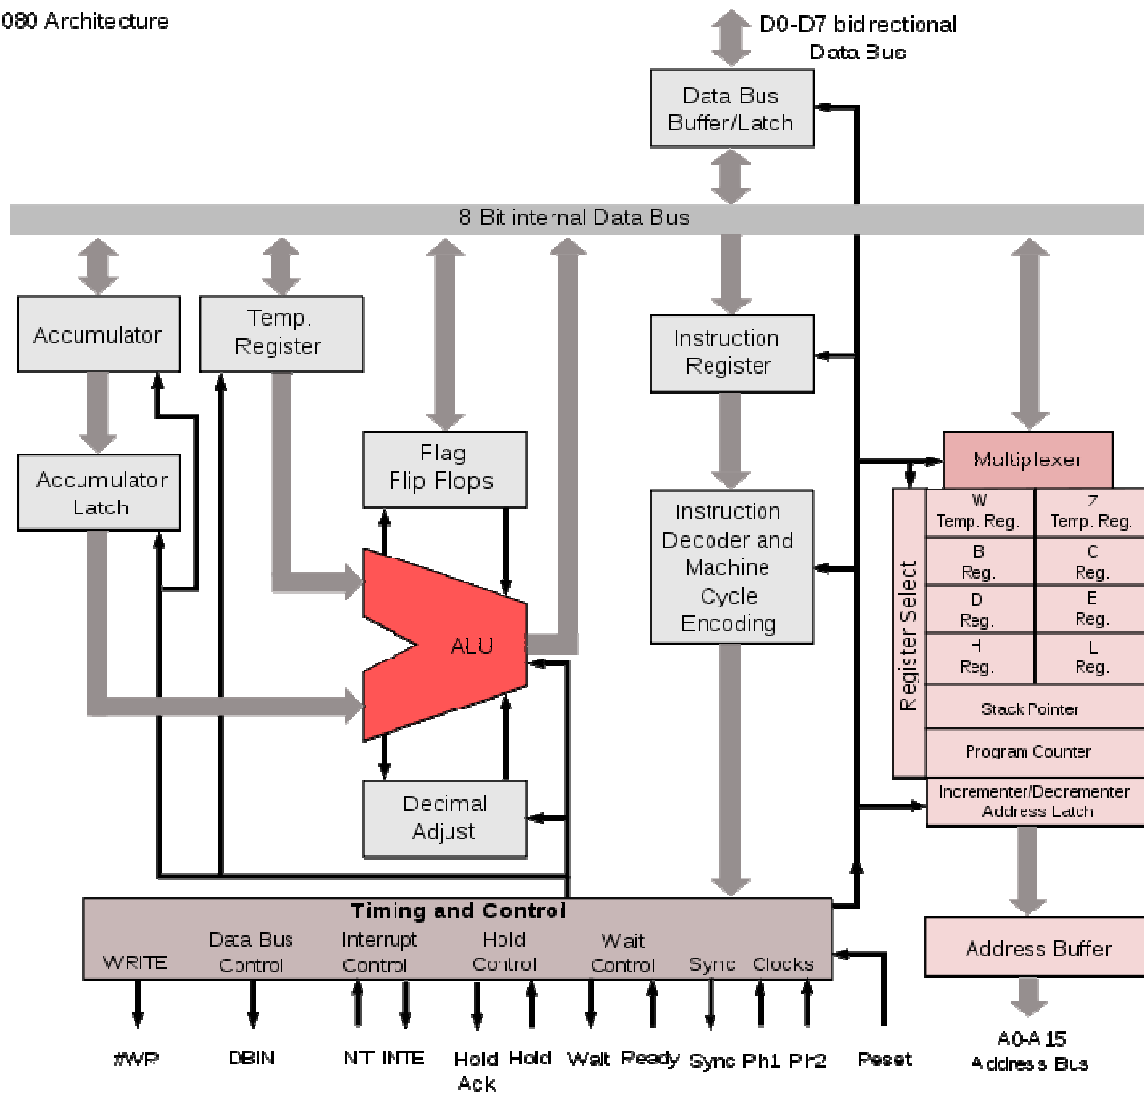 080 Architecture
D0-D7 bidirectional
Data Bus
Data Bus
Buffer/Latch
8 Bit internal Data Bus
Accumulator
Temp.
Register
Instruction
Register
Flag
Flip Flops
Multiplexer
Accumulator
Latch
Instruction
Decoder and
Machine
Cycle
Encoding
Register Select
W
Temp. Reg.
Z
Temp. Reg.
B
Reg.
C
Reg.
D
Reg.
E
Reg.
H
Reg.
L
Reg.
ALU
Stack Pointer
Program Counter
Incrementer/Decrementer
Address Latch
Decimal
Adjust
Timing and Control
WRITE
Data Bus
Control
Interrupt
Control
Hold
Control
Wait
Control
Sync
Clocks
Address Buffer
#WR
DBIN
INT
INTE
Hold
Ack
Hold
Wait
Ready
Sync
Ph1
Ph2
Reset
A0-A15
Address Bus